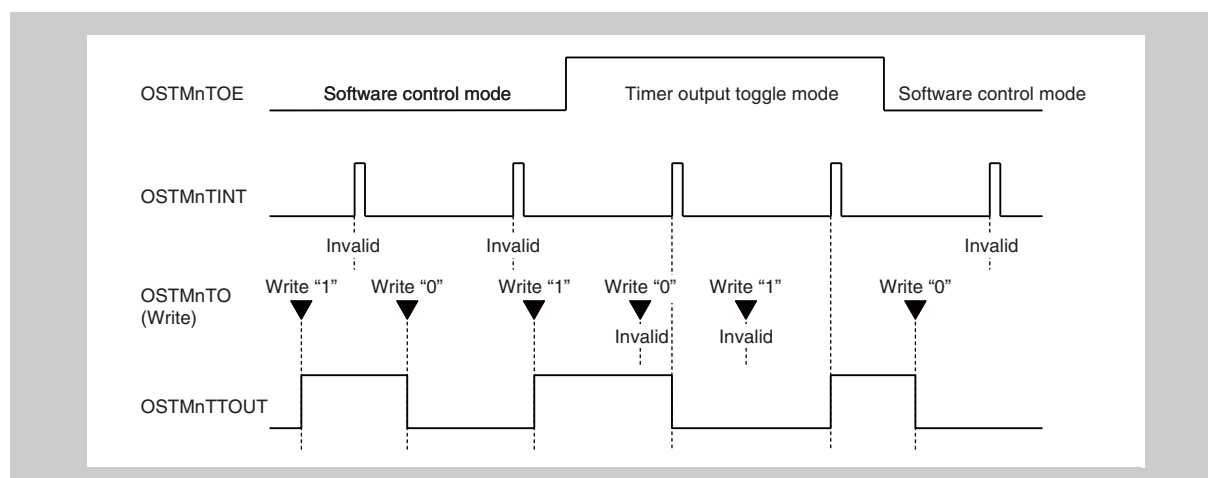 OSTMnTOE Software control mode Timer output toggle mode Software control mode
OSTMnTINT
Invalid Invalid Invalid
OSTMnTO Write “1” Write “0” Write “1” Write “0” Write “1” Write “0”
(Write)
Invalid Invalid
OSTMnTTOUT